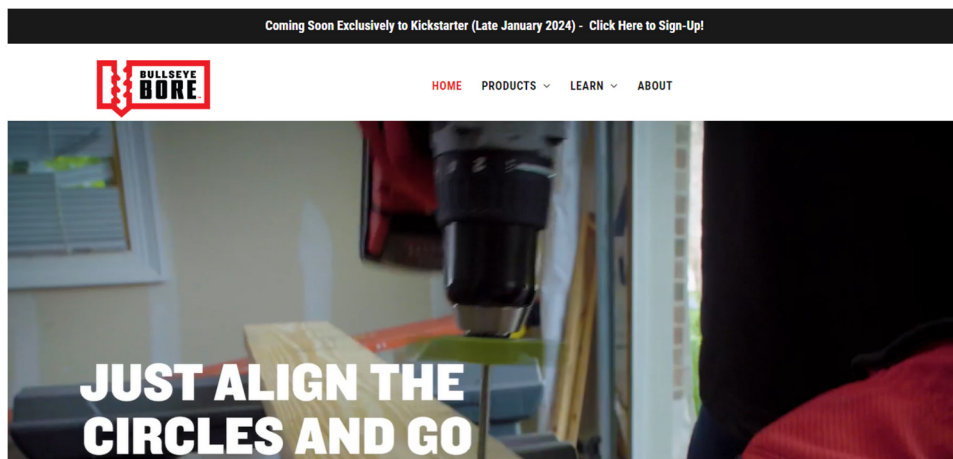 Coming Soon Exclusively to Kickstarter (Late January 2024) - Click Here to Sign-Up!
BULLSEYE
BORE
HOME PRODUCTS LEARN ABOUT
JUST ALIGN THE
CIRCLES AND GO